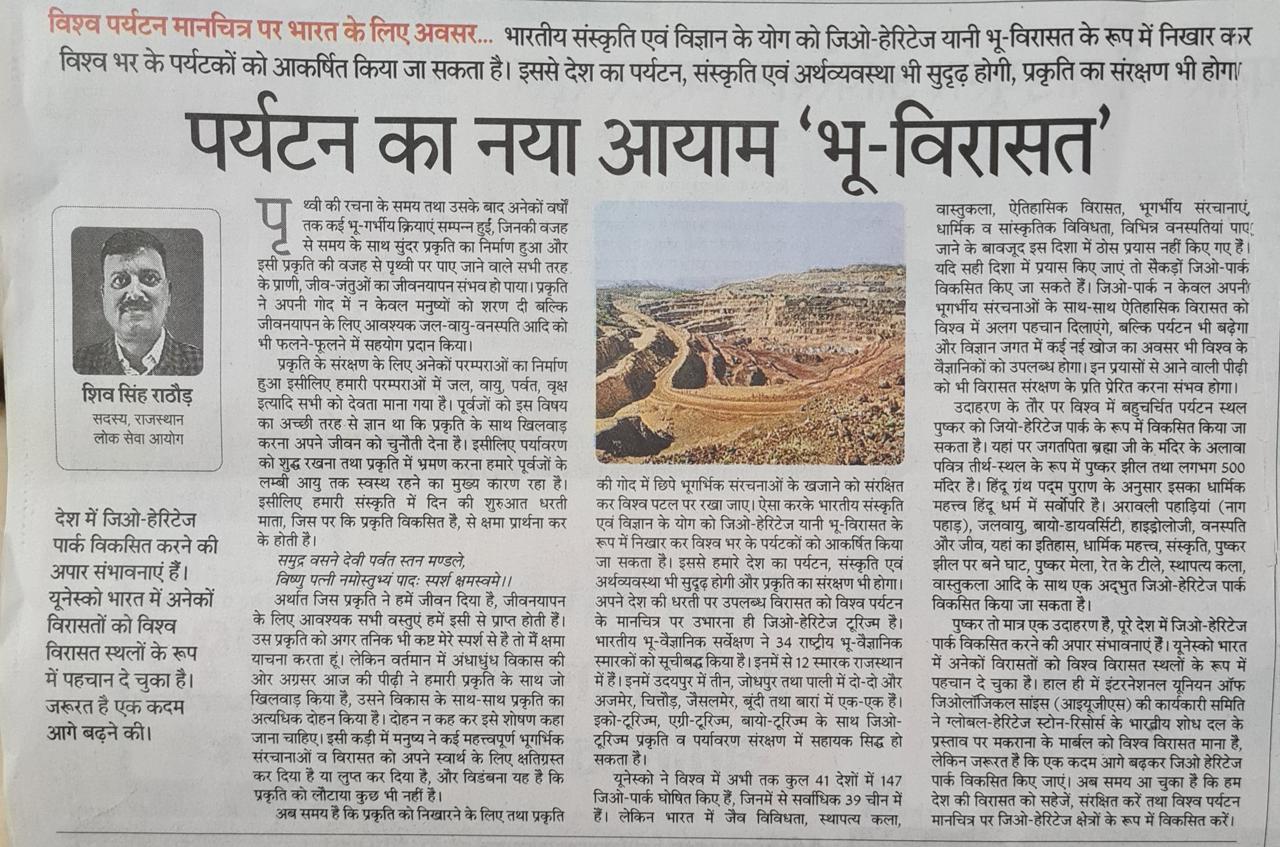 विश्व पर्यटन मानचित्र पर भारत के लिए अवसर... भारतीय संस्कृति एवं विज्ञान के योग को जिओ-हेरिटेज यानी भू-विरासत के रूप में निखार कर
विश्व भर के पर्यटकों को आकर्षित किया जा सकता है। इससे देश का पर्यटन, संस्कृति एवं अर्थव्यवस्था भी सुदृढ़ होगी, प्रकृति का संरक्षण भी होगा
पर्यटन का नया आयाम ‘भू-विरासत’
शिव सिंह राठौड़
सदस्य, राजस्थान
लोक सेवा आयोग
देश में जिओ-हेरिटेज
पार्क विकसित करने की
अपार संभावनाएं हैं।
यूनेस्को भारत में अनेकों
विरासतों को विश्व
विरासत स्थलों के रूप
में पहचान दे चुका है।
जरूरत है एक कदम
आगे बढ़ने की।
पृथ्वी की रचना के समय तथा उसके बाद अनेकों वर्षों
तक कई भू-गर्भीय क्रियाएं सम्पन्न हुईं, जिनकी वजह
से समय के साथ सुंदर प्रकृति का निर्माण हुआ और
इसी प्रकृति की वजह से पृथ्वी पर पाए जाने वाले सभी तरह
के प्राणी, जीव-जंतुओं का जीवनयापन संभव हो पाया। प्रकृति
ने अपनी गोद में न केवल मनुष्यों को शरण दी बल्कि
जीवनयापन के लिए आवश्यक जल-वायु-वनस्पति आदि को
भी फलने-फूलने में सहयोग प्रदान किया।
प्रकृति के संरक्षण के लिए अनेकों परम्पराओं का निर्माण
हुआ इसीलिए हमारी परम्पराओं में जल, वायु, पर्वत, वृक्ष
इत्यादि सभी को देवता माना गया है। पूर्वजों को इस विषय
का अच्छी तरह से ज्ञान था कि प्रकृति के साथ खिलवाड़
करना अपने जीवन को चुनौती देना है। इसीलिए पर्यावरण
को शुद्ध रखना तथा प्रकृति में भ्रमण करना हमारे पूर्वजों के
लम्बी आयु तक स्वस्थ रहने का मुख्य कारण रहा है।
इसीलिए हमारी संस्कृति में दिन की शुरुआत धरती
माता, जिस पर कि प्रकृति विकसित है, से क्षमा प्रार्थना कर
के होती है।
समुद्र वसने देवी पर्वत स्तन मण्डले,
विष्णु पत्नी नमोस्तुभ्यं पादः स्पर्श क्षमस्वमे।।
अर्थात जिस प्रकृति ने हमें जीवन दिया है, जीवनयापन
के लिए आवश्यक सभी वस्तुएं हमें इसी से प्राप्त होती हैं।
उस प्रकृति को अगर तनिक भी कष्ट मेरे स्पर्श से है तो मैं क्षमा
याचना करता हूं। लेकिन वर्तमान में अंधाधुंध विकास की
ओर अग्रसर आज की पीढ़ी ने हमारी प्रकृति के साथ जो
खिलवाड़ किया है, उसने विकास के साथ-साथ प्रकृति का
अत्यधिक दोहन किया है। दोहन न कह कर इसे शोषण कहा
जाना चाहिए। इसी कड़ी में मनुष्य ने कई महत्त्वपूर्ण भूगर्भिक
संरचनाओं व विरासत को अपने स्वार्थ के लिए क्षतिग्रस्त
कर दिया है या लुप्त कर दिया है, और विडंबना यह है कि
प्रकृति को लौटाया कुछ भी नहीं है।
अब समय है कि प्रकृति को निखारने के लिए तथा प्रकृति
की गोद में छिपे भूगर्भिक संरचनाओं के खजाने को संरक्षित
कर विश्व पटल पर रखा जाए। ऐसा करके भारतीय संस्कृति
एवं विज्ञान के योग को जिओ-हेरिटेज यानी भू-विरासत के
रूप में निखार कर विश्व भर के पर्यटकों को आकर्षित किया
जा सकता है। इससे हमारे देश का पर्यटन, संस्कृति एवं
अर्थव्यवस्था भी सुदृढ़ होगी और प्रकृति का संरक्षण भी होगा।
अपने देश की धरती पर उपलब्ध विरासत को विश्व पर्यटन
के मानचित्र पर उभारना ही जिओ-हेरिटेज टूरिज्म है।
भारतीय भू-वैज्ञानिक सर्वेक्षण ने 34 राष्ट्रीय भू-वैज्ञानिक
स्मारकों को सूचीबद्ध किया है। इनमें से 12 स्मारक राजस्थान
में है। इनमें उदयपुर में तीन, जोधपुर तथा पाली में दो-दो और
अजमेर, चित्तौड़, जैसलमेर, बूंदी तथा बारां में एक-एक है।
इको-टूरिज्म, एग्री-टूरिज्म, बायो-टूरिज्म के साथ जिओ-
टूरिज्म प्रकृति व पर्यावरण संरक्षण में सहायक सिद्ध हो
सकता है।
यूनेस्को ने विश्व में अभी तक कुल 41 देशों में 147
जिओ-पार्क घोषित किए हैं, जिनमें से सर्वाधिक 39 चीन में
हैं। लेकिन भारत में जैव विविधता, स्थापत्य कला,
वास्तुकला, ऐतिहासिक विरासत, भूगर्भीय संरचानाएं,
धार्मिक व सांस्कृतिक विविधता, विभिन्न वनस्पतियां पाए
जाने के बावजूद इस दिशा में ठोस प्रयास नहीं किए गए हैं।
यदि सही दिशा में प्रयास किए जाएं तो सैकड़ों जिओ-पार्क
विकसित किए जा सकते हैं। जिओ-पार्क न केवल अपनी
भूगर्भीय संरचनाओं के साथ-साथ ऐतिहासिक विरासत को
विश्व में अलग पहचान दिलाएंगे, बल्कि पर्यटन भी बढ़ेगा
और विज्ञान जगत में कई नई खोज का अवसर भी विश्व के
वैज्ञानिकों को उपलब्ध होगा। इन प्रयासों से आने वाली पीढ़ी
को भी विरासत संरक्षण के प्रति प्रेरित करना संभव होगा।
उदाहरण के तौर पर विश्व में बहुचर्चित पर्यटन स्थल
पुष्कर को जियो-हेरिटेज पार्क के रूप में विकसित किया जा
सकता है। यहां पर जगतपिता ब्रह्मा जी के मंदिर के अलावा
पवित्र तीर्थ-स्थल के रूप में पुष्कर झील तथा लगभग 500
मंदिर है। हिंदू ग्रंथ पद्म पुराण के अनुसार इसका धार्मिक
महत्त्व हिंदू धर्म में सर्वोपरि है। अरावली पहाड़ियां (नाग
पहाड़), जलवायु, बायो-डायवर्सिटी, हाइड्रोलॉजी, वनस्पति
और जीव, यहां का इतिहास, धार्मिक महत्त्व, संस्कृति, पुष्कर
झील पर बने घाट, पुष्कर मेला, रेत के टीले, स्थापत्य कला,
वास्तुकला आदि के साथ एक अद्भुत जिओ-हेरिटेज पार्क
विकसित किया जा सकता है।
पुष्कर तो मात्र एक उदाहरण है, पूरे देश में जिओ-हेरिटेज
पार्क विकसित करने की अपार संभावनाएं हैं। यूनेस्को भारत
में अनेकों विरासतों को विश्व विरासत स्थलों के रूप में
पहचान दे चुका है। हाल ही में इंटरनेशनल यूनियन ऑफ
जिओलॉजिकल सांइस (आइयूजीएस) की कार्यकारी समिति
ने ग्लोबल-हेरिटेज स्टोन-रिसोर्स के भारतीय शोध दल के
प्रस्ताव पर मकराना के मार्बल को विश्व विरासत माना है,
लेकिन जरूरत है कि एक कदम आगे बढ़कर जिओ हेरिटेज
पार्क विकसित किए जाएं। अब समय आ चुका है कि हम
देश की विरासत को सहेजें, संरक्षित करें तथा विश्व पर्यटन
मानचित्र पर जिओ-हेरिटेज क्षेत्रों के रूप में विकसित करें।